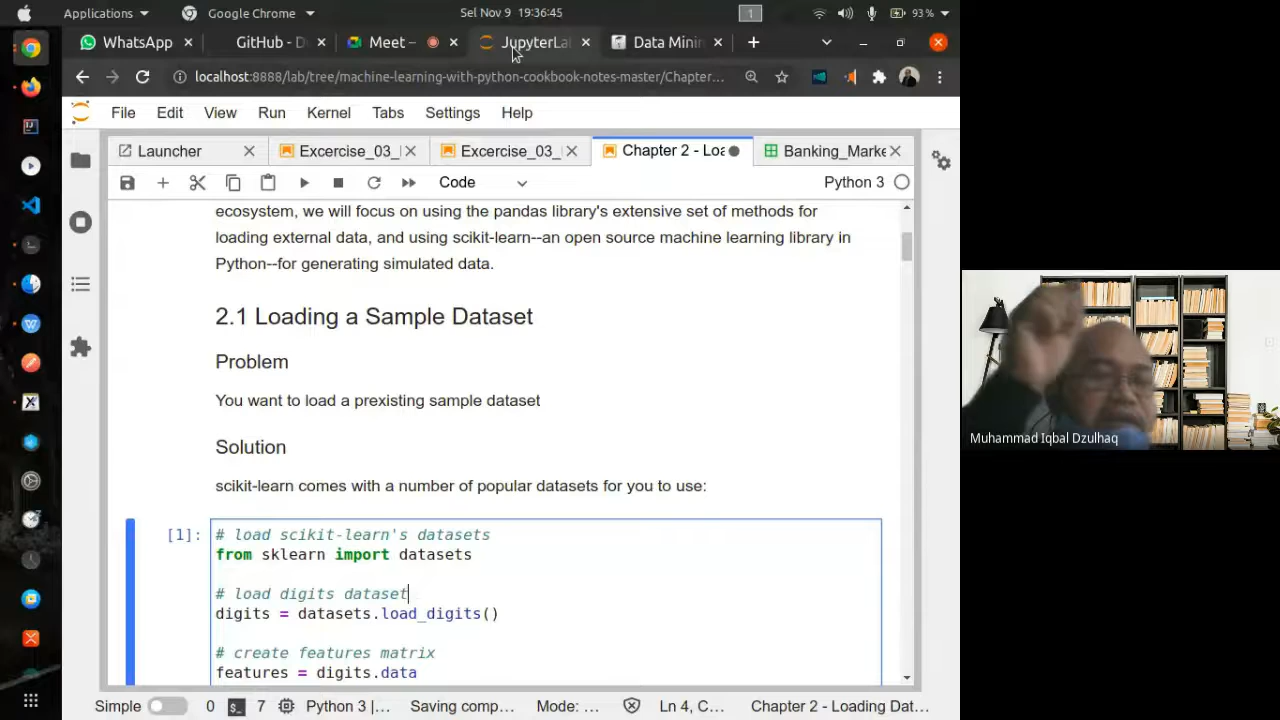 Applications Google Chrome Sel Nov 9 19:36:45 1 93 %
WhatsApp GitHub - D Meet – JupyterLa Data Minin
localhost:8888/lab/tree/machine-learning-with-python-cookbook-notes-master/Chapter...
File Edit View Run Kernel Tabs Settings Help
Launcher Excercise_03_ Excercise_03_ Chapter 2 - Loa Banking_Marke
Code Python 3
ecosystem, we will focus on using the pandas library's extensive set of methods for
loading external data, and using scikit-learn--an open source machine learning library in
Python--for generating simulated data.
2.1 Loading a Sample Dataset
Problem
You want to load a prexisting sample dataset
Solution
scikit-learn comes with a number of popular datasets for you to use:
[1]:
# load scikit-learn's datasets
from sklearn import datasets
# load digits dataset
digits = datasets.load_digits()
# create features matrix
features = digits.data
Simple 0 7 Python 3 |... Saving comp... Mode: ... Ln 4, C... Chapter 2 - Loading Dat...
Muhammad Iqbal Dzulhaq